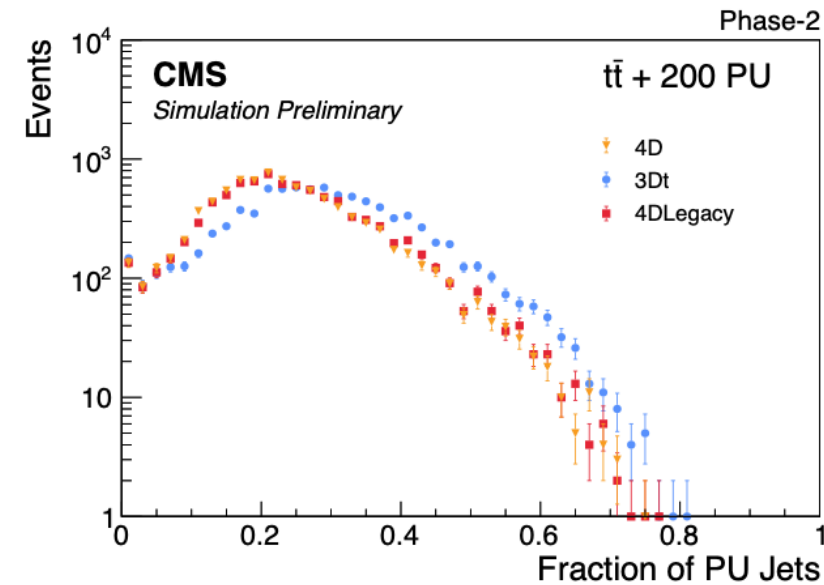 Phase-2
Events
10⁴
10³
10²
10
1
CMS
Simulation Preliminary
tt̄ + 200 PU
4D
3Dt
4DLegacy
0 0.2 0.4 0.6 0.8 1
Fraction of PU Jets